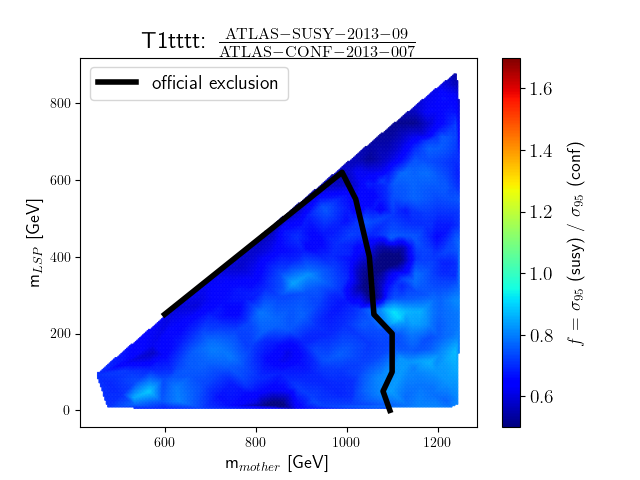 T1tttt: ATLAS−SUSY−2013−09
ATLAS−CONF−2013−007
official exclusion
800
600
400
200
0
m_LSP [GeV]
600
800
1000
1200
m_mother [GeV]
1.6
1.4
1.2
1.0
0.8
0.6
f = σ_95 (susy) / σ_95 (conf)